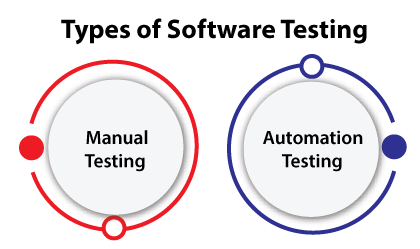 Types of Software Testing
Manual
Testing
Automation
Testing